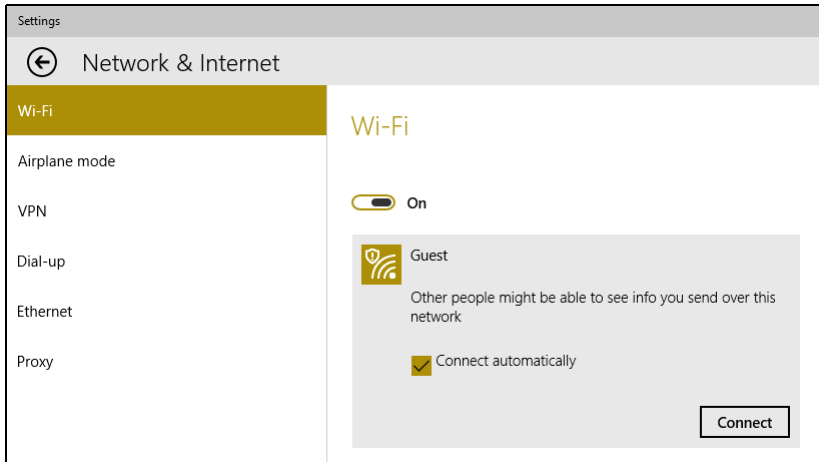 Settings
Network & Internet
Wi-Fi
Airplane mode
VPN
Dial-up
Ethernet
Proxy
Wi-Fi
On
Guest
Other people might be able to see info you send over this
network
Connect automatically
Connect